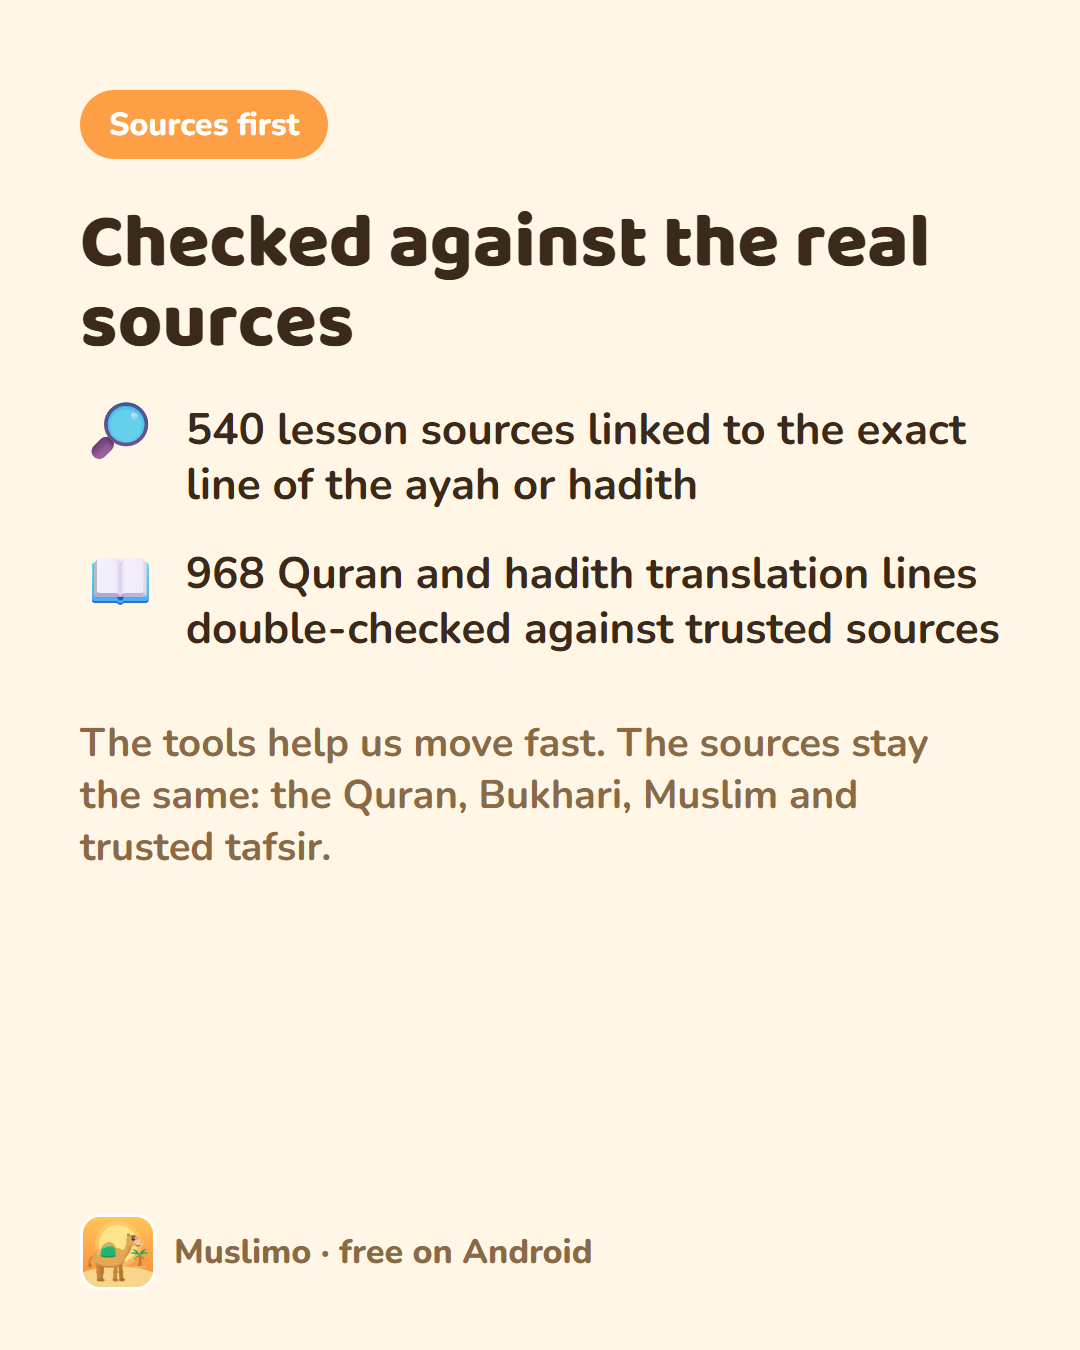 Sources first
Checked against the real
sources
540 lesson sources linked to the exact
line of the ayah or hadith
968 Quran and hadith translation lines
double-checked against trusted sources
The tools help us move fast. The sources stay
the same: the Quran, Bukhari, Muslim and
trusted tafsir.
Muslimo · free on Android